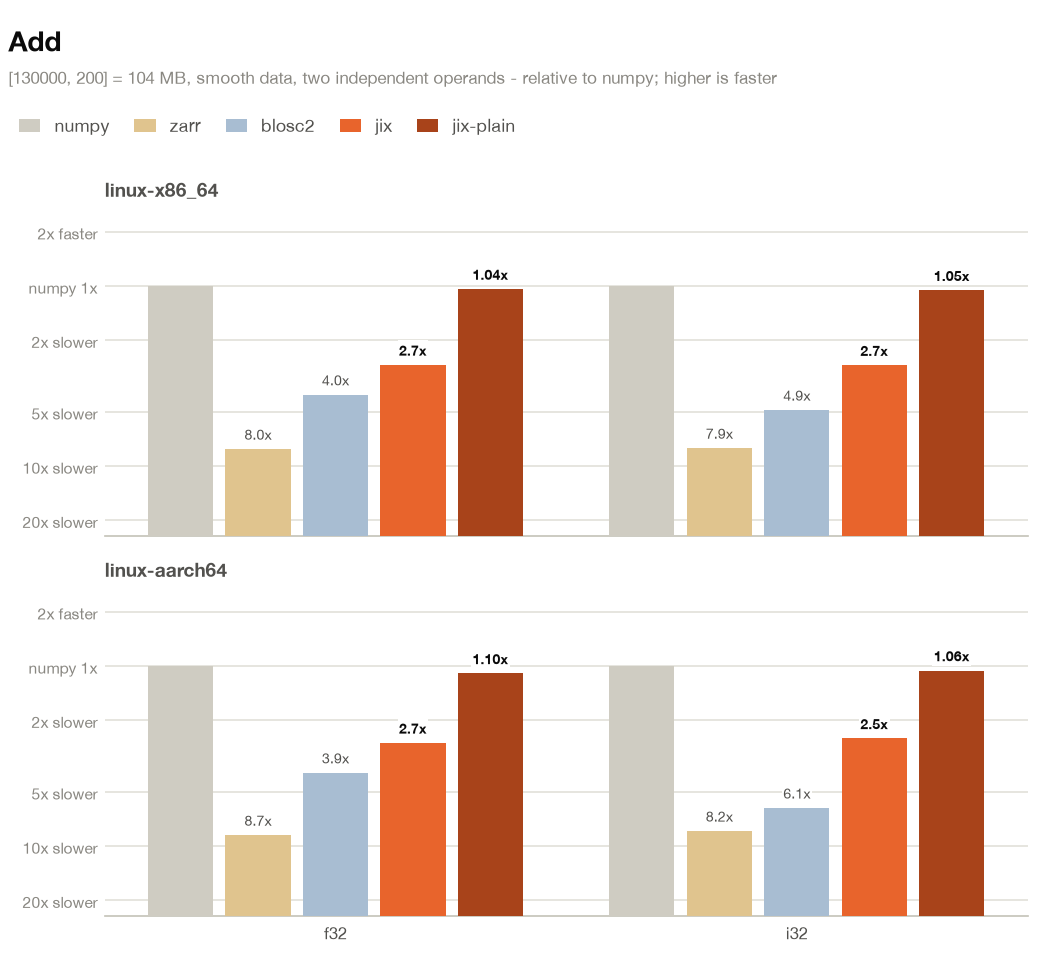 Add
[130000, 200] = 104 MB, smooth data, two independent operands - relative to numpy; higher is faster
numpy zarr blosc2 jix jix-plain
linux-x86_64
2x faster
numpy 1x
2x slower
5x slower
10x slower
20x slower
8.0x 4.0x 2.7x 1.04x
7.9x 4.9x 2.7x 1.05x
linux-aarch64
2x faster
numpy 1x
2x slower
5x slower
10x slower
20x slower
8.7x 3.9x 2.7x 1.10x
8.2x 6.1x 2.5x 1.06x
f32 i32